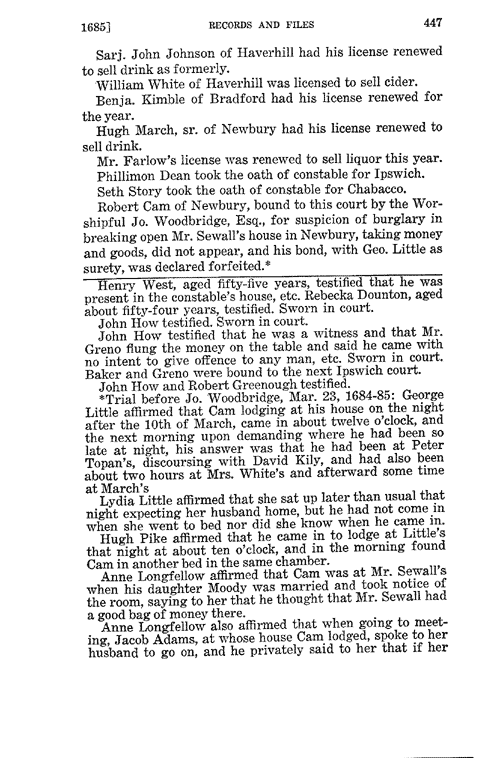 1685] RECORDS AND FILES 447
Sarj. John Johnson of Haverhill had his license renewed
to sell drink as formerly.
William White of Haverhill was licensed to sell cider.
Benja. Kimble of Bradford had his license renewed for
the year.
Hugh March, sr. of Newbury had his license renewed to
sell drink.
Mr. Farlow's license was renewed to sell liquor this year.
Phillimon Dean took the oath of constable for Ipswich.
Seth Story took the oath of constable for Chabacco.
Robert Cam of Newbury, bound to this court by the Wor-
shipful Jo. Woodbridge, Esq., for suspicion of burglary in
breaking open Mr. Sewall's house in Newbury, taking money
and goods, did not appear, and his bond, with Geo. Little as
surety, was declared forfeited.*
Henry West, aged fifty-five years, testified that he was
present in the constable's house, etc. Rebecka Dounton, aged
about fifty-four years, testified. Sworn in court.
John How testified. Sworn in court.
John How testified that he was a witness and that Mr.
Greno flung the money on the table and said he came with
no intent to give offence to any man, etc. Sworn in court.
Baker and Greno were bound to the next Ipswich court.
John How and Robert Greenough testified.
*Trial before Jo. Woodbridge, Mar. 23, 1684-85: George
Little affirmed that Cam lodging at his house on the night
after the 10th of March, came in about twelve o'clock, and
the next morning upon demanding where he had been so
late at night, his answer was that he had been at Peter
Topan's, discoursing with David Kily, and had also been
about two hours at Mrs. White's and afterward some time
at March's
Lydia Little affirmed that she sat up later than usual that
night expecting her husband home, but he had not come in
when she went to bed nor did she know when he came in.
Hugh Pike affirmed that he came in to lodge at Little's
that night at about ten o'clock, and in the morning found
Cam in another bed in the same chamber.
Anne Longfellow affirmed that Cam was at Mr. Sewall's
when his daughter Moody was married and took notice of
the room, saying to her that he thought that Mr. Sewall had
a good bag of money there.
Anne Longfellow also affirmed that when going to meet-
ing, Jacob Adams, at whose house Cam lodged, spoke to her
husband to go on, and he privately said to her that if her